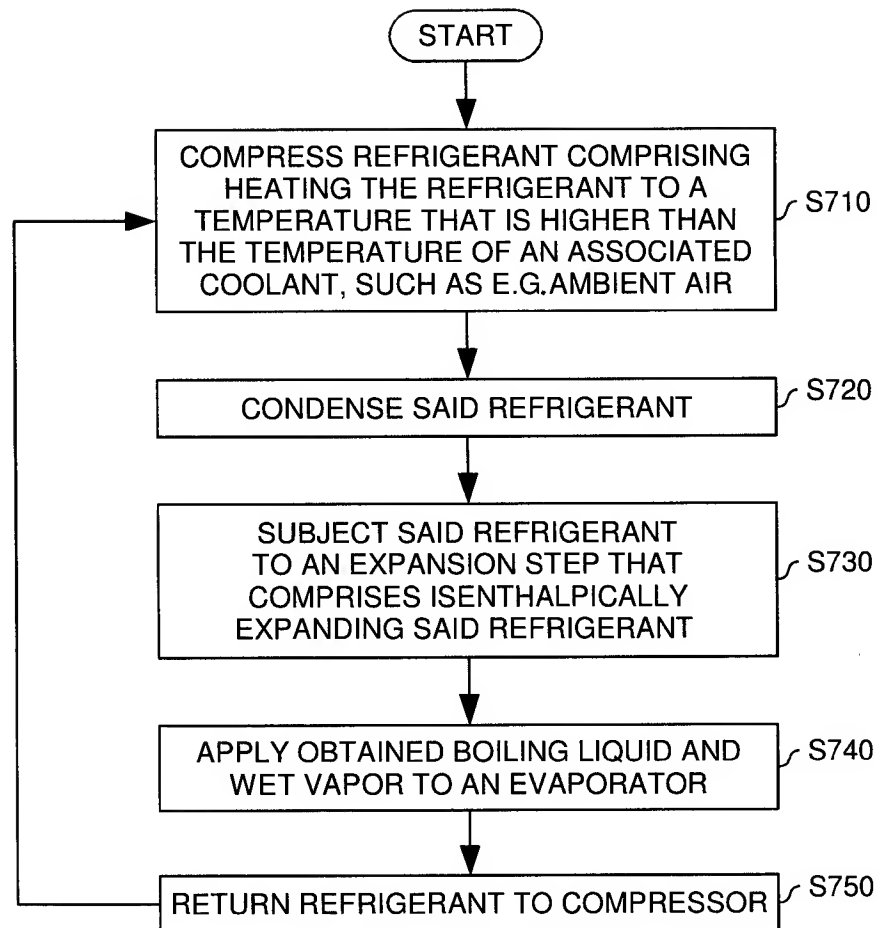 START
COMPRESS REFRIGERANT COMPRISING
HEATING THE REFRIGERANT TO A
TEMPERATURE THAT IS HIGHER THAN
THE TEMPERATURE OF AN ASSOCIATED
COOLANT, SUCH AS E.G.AMBIENT AIR
S710
CONDENSE SAID REFRIGERANT
S720
SUBJECT SAID REFRIGERANT
TO AN EXPANSION STEP THAT
COMPRISES ISENTHALPICALLY
EXPANDING SAID REFRIGERANT
S730
APPLY OBTAINED BOILING LIQUID AND
WET VAPOR TO AN EVAPORATOR
S740
RETURN REFRIGERANT TO COMPRESSOR
S750